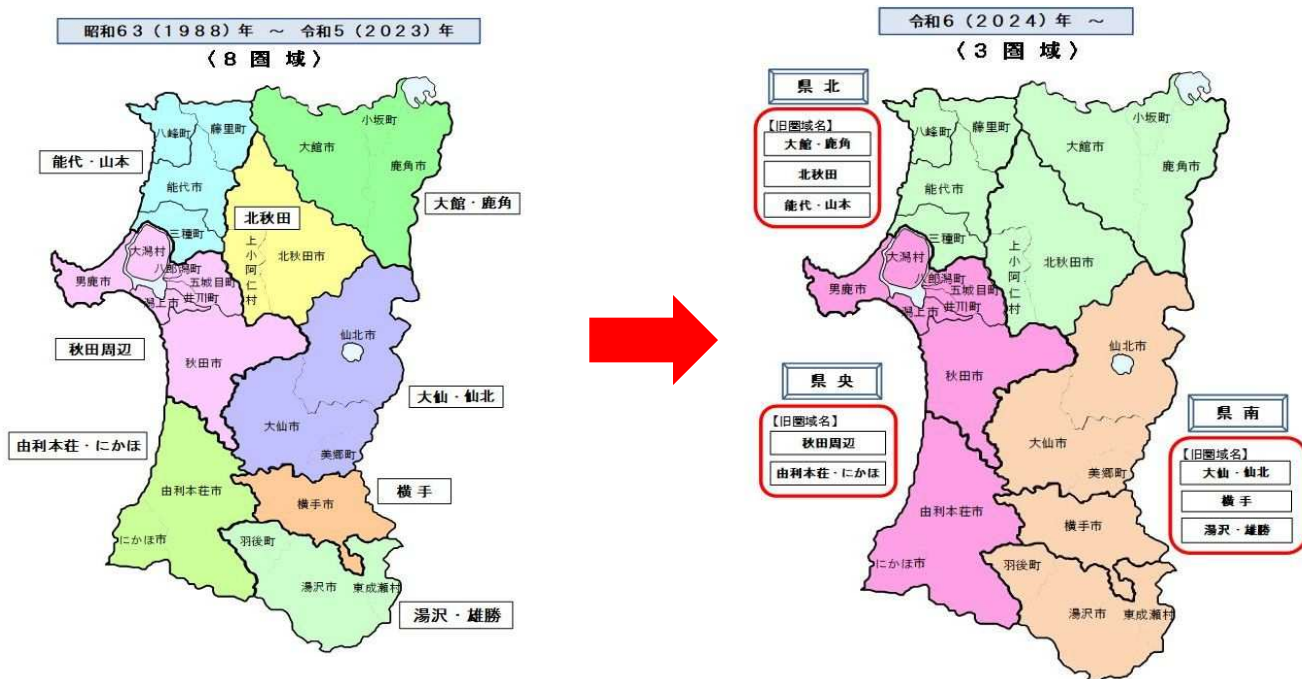 昭和63（1988）年　～　令和5（2023）年
〈8圏域〉
八峰町
藤里町
能代・山本
能代市
三種町
小坂町
大館市
鹿角市
大館・鹿角
北秋田
上小阿仁村
北秋田市
大潟村
男鹿市
八郎潟町
五城目町
井川町
潟上市
秋田周辺
秋田市
仙北市
大仙・仙北
大仙市
美郷町
由利本荘・にかほ
由利本荘市
にかほ市
横手
横手市
羽後町
湯沢市
東成瀬村
湯沢・雄勝
令和6（2024）年　～
〈3圏域〉
県北
【旧圏域名】
大館・鹿角
北秋田
能代・山本
八峰町
藤里町
能代市
三種町
小坂町
大館市
鹿角市
上小阿仁村
北秋田市
大潟村
男鹿市
八郎潟町
五城目町
井川町
潟上市
県央
【旧圏域名】
秋田周辺
由利本荘・にかほ
秋田市
仙北市
大仙市
美郷町
県南
【旧圏域名】
大仙・仙北
横手
湯沢・雄勝
由利本荘市
にかほ市
横手市
羽後町
湯沢市
東成瀬村